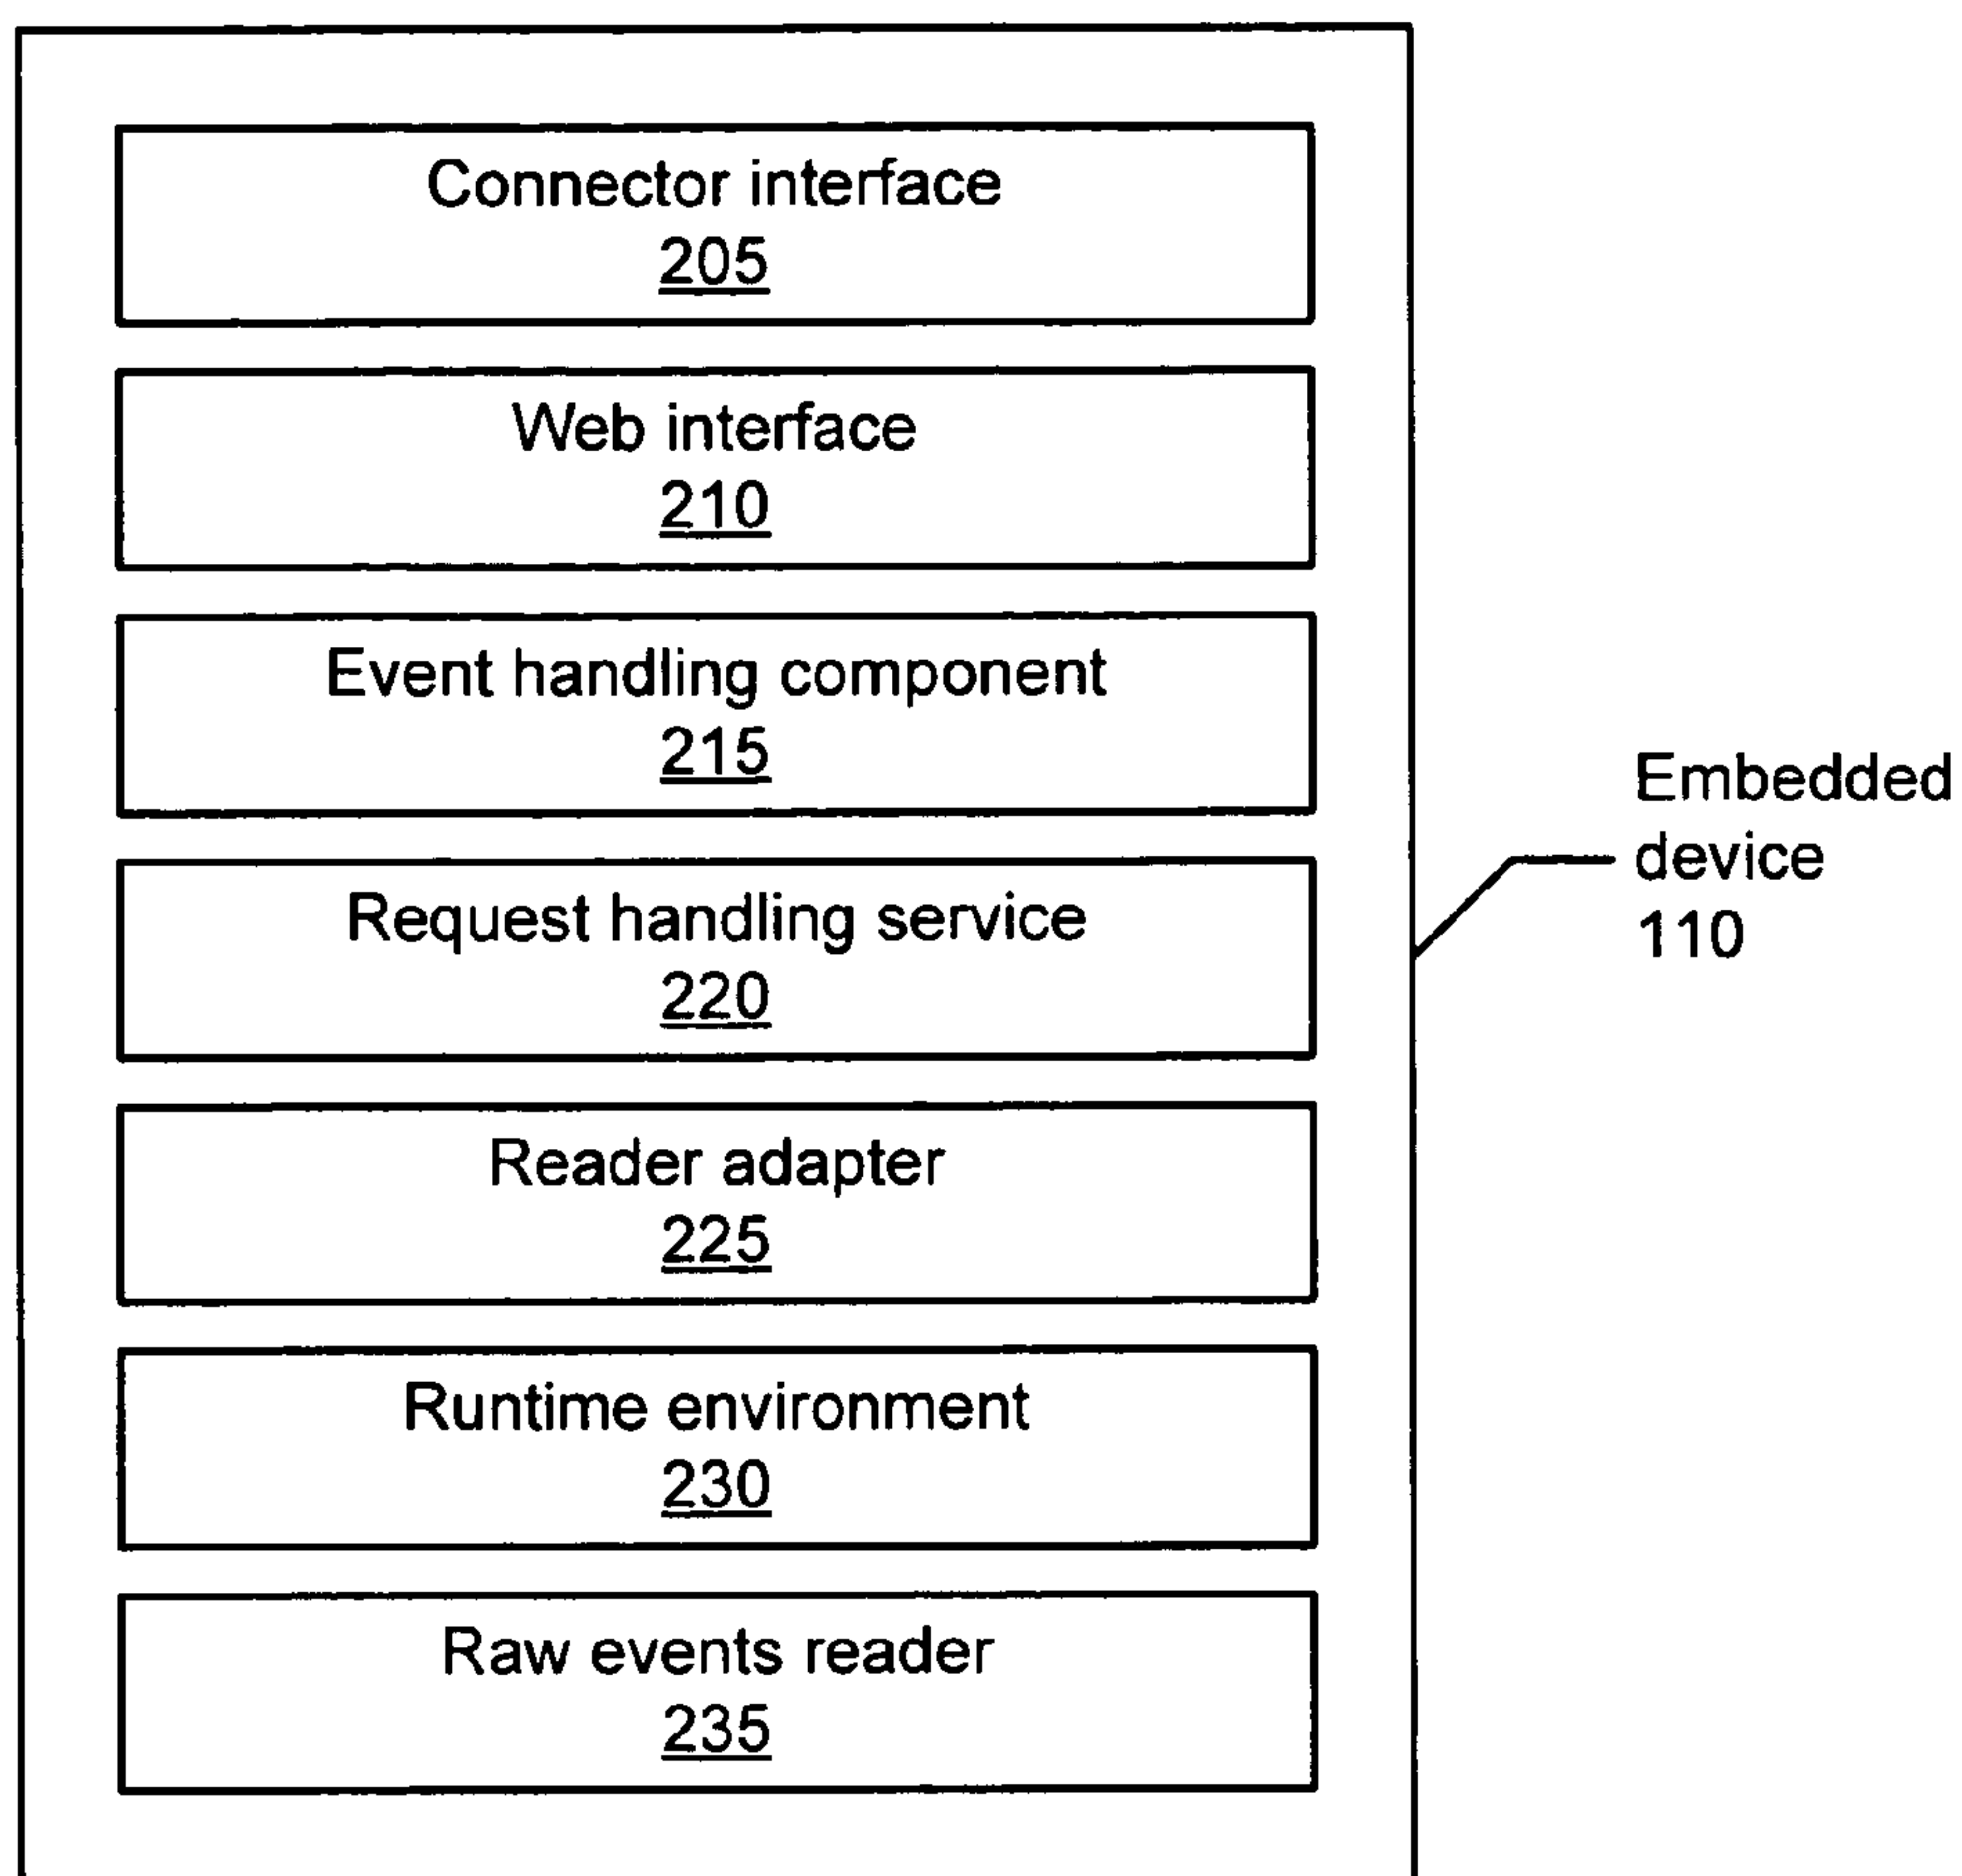 Connector interface
205
Web interface
210
Event handling component
215
Request handling service
220
Reader adapter
225
Runtime environment
230
Raw events reader
235
Embedded
device
110